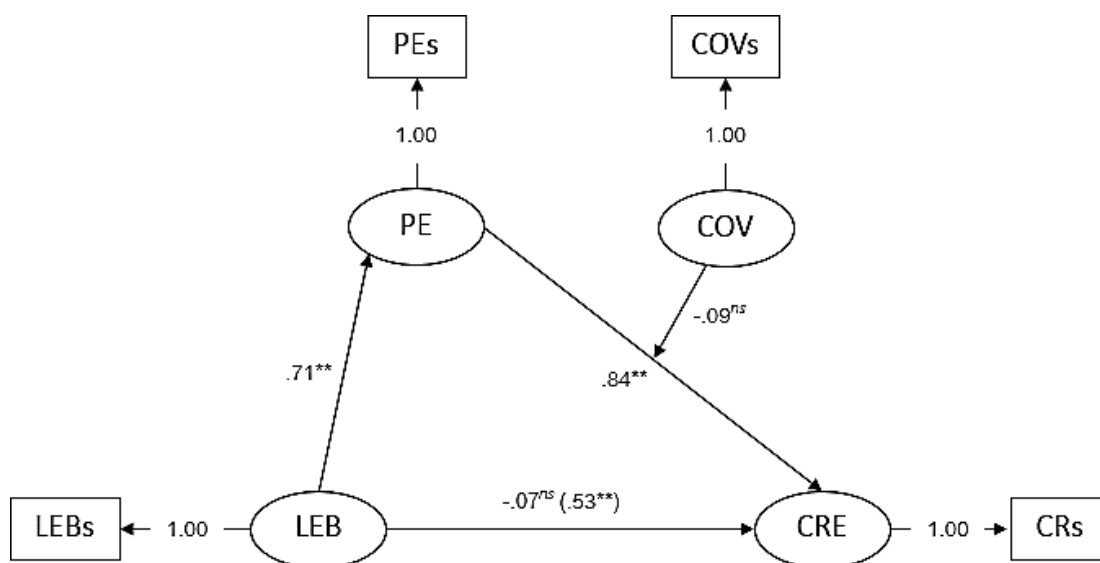 PEs
COVs
1.00
1.00
PE
COV
-.09ns
.71**
.84**
-.07ns (.53**)
LEBs
1.00
LEB
CRE
1.00
CRs